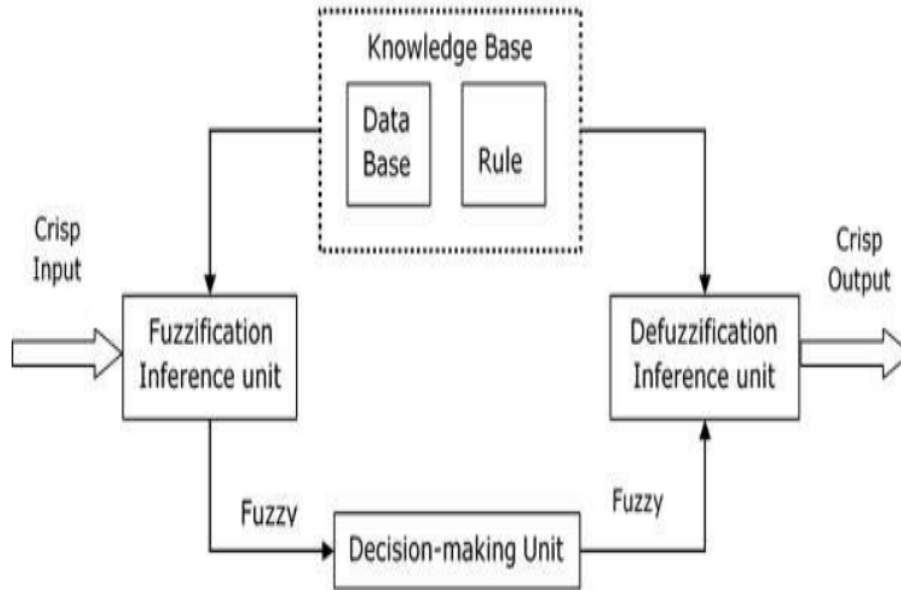 Knowledge Base
Data
Base
Rule
Crisp
Input
Crisp
Output
Fuzzification
Inference unit
Defuzzification
Inference unit
Fuzzy
Fuzzy
Decision-making Unit